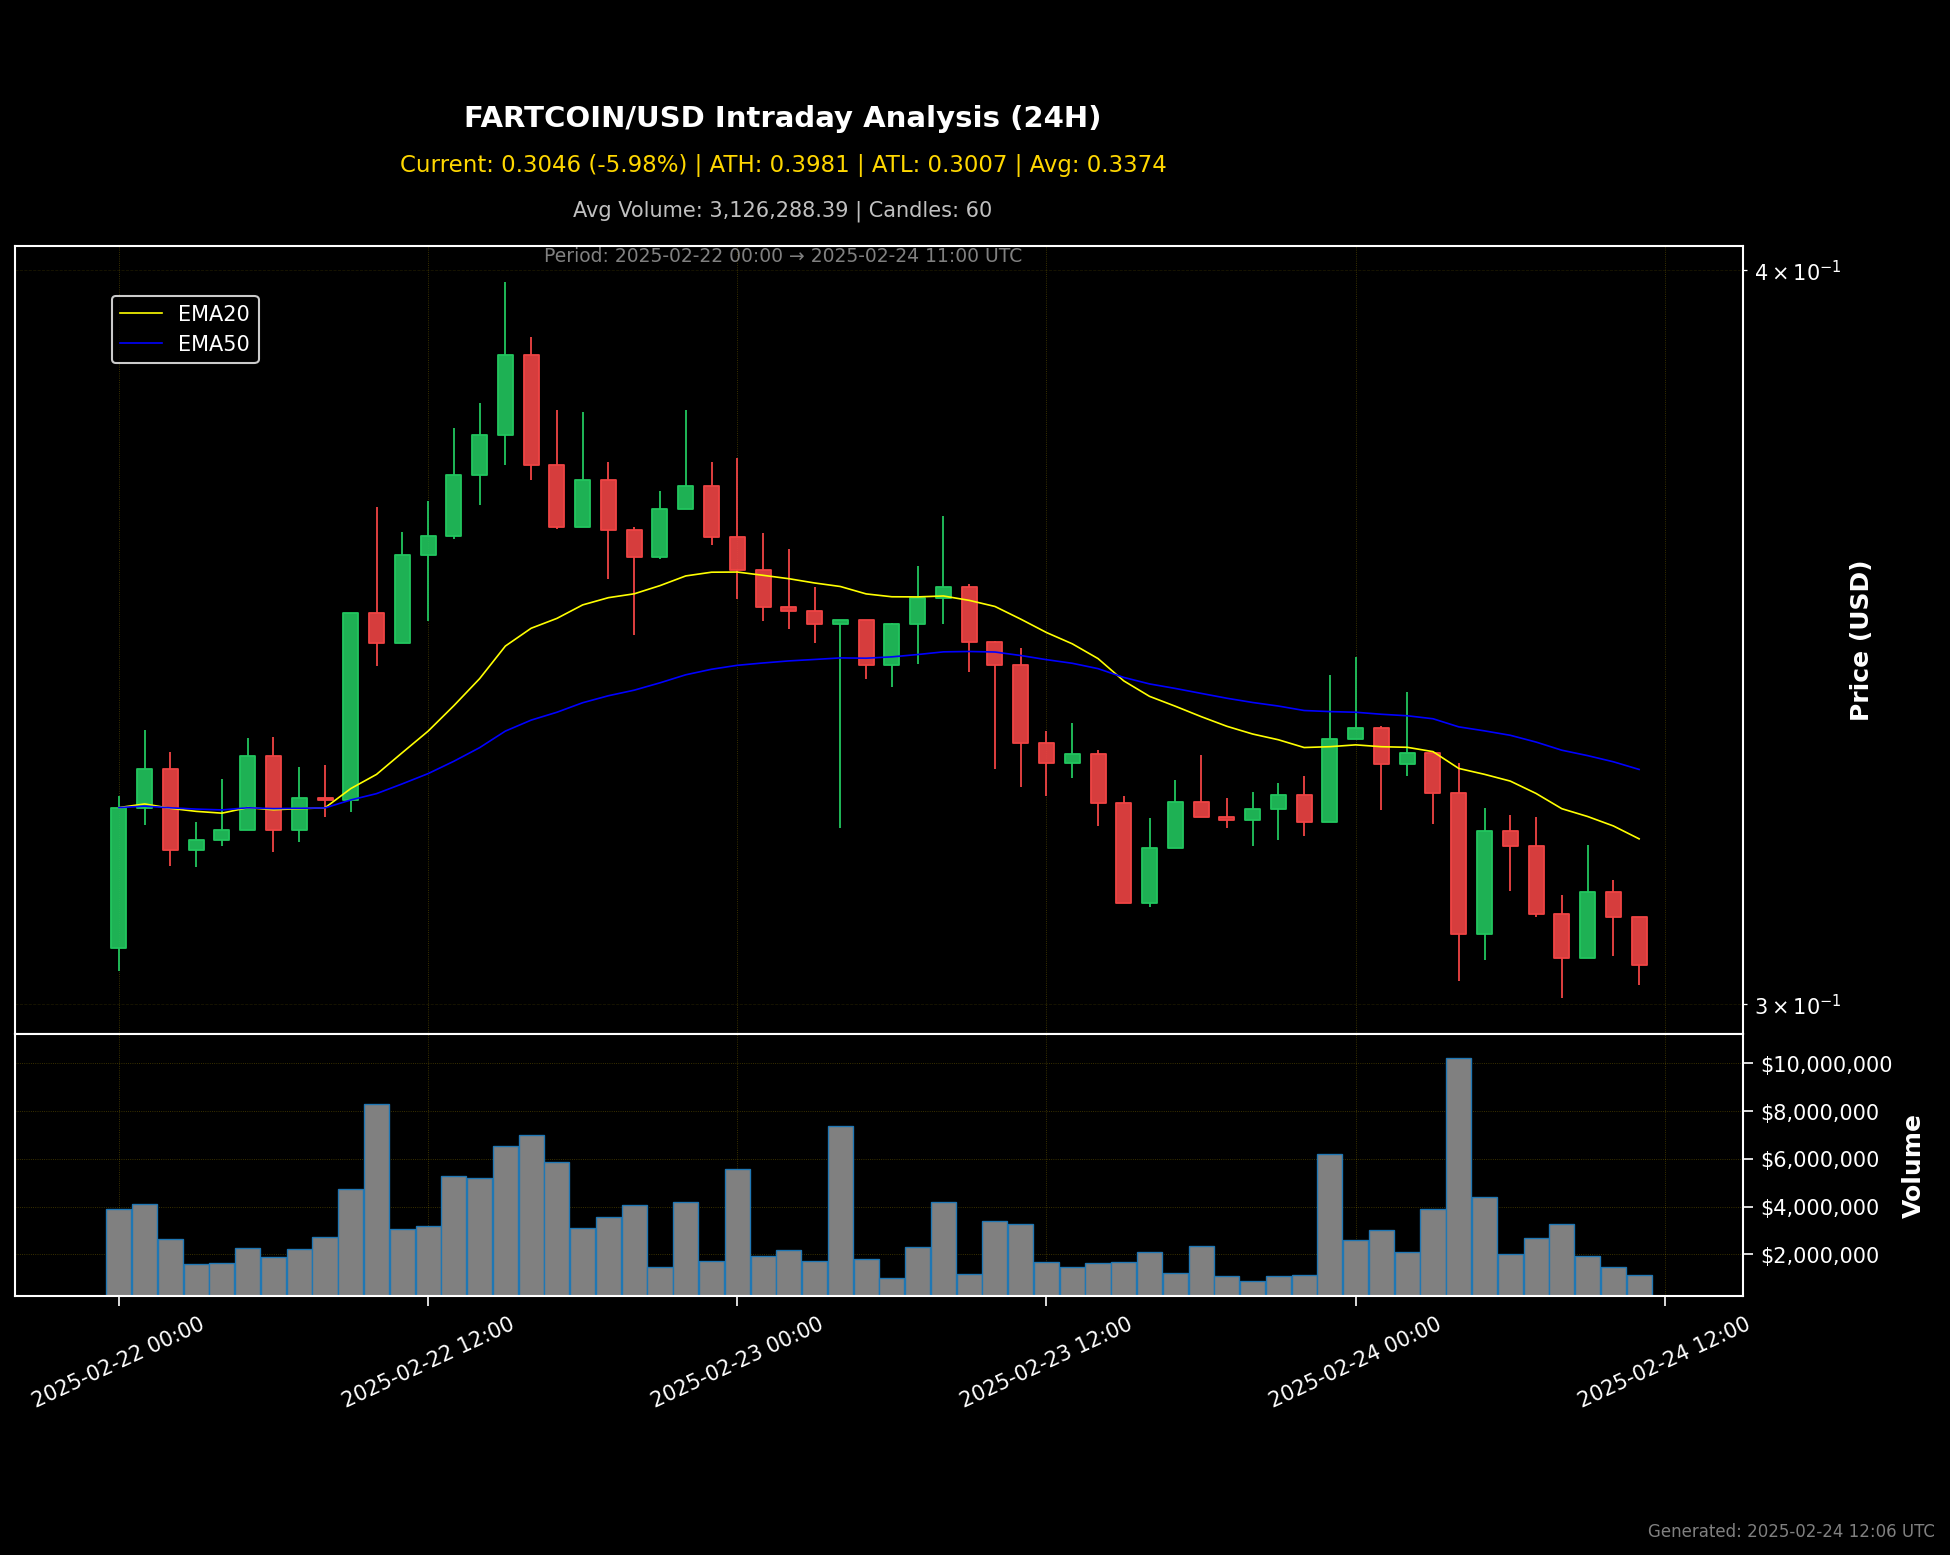 FARTCOIN/USD Intraday Analysis (24H)
Current: 0.3046 (-5.98%) | ATH: 0.3981 | ATL: 0.3007 | Avg: 0.3374
Avg Volume: 3,126,288.39 | Candles: 60
Period: 2025-02-22 00:00 → 2025-02-24 11:00 UTC
EMA20
EMA50
4 × 10⁻¹
Price (USD)
3 × 10⁻¹
$10,000,000
$8,000,000
$6,000,000
$4,000,000
$2,000,000
Volume
2025-02-22 00:00
2025-02-22 12:00
2025-02-23 00:00
2025-02-23 12:00
2025-02-24 00:00
2025-02-24 12:00
Generated: 2025-02-24 12:06 UTC